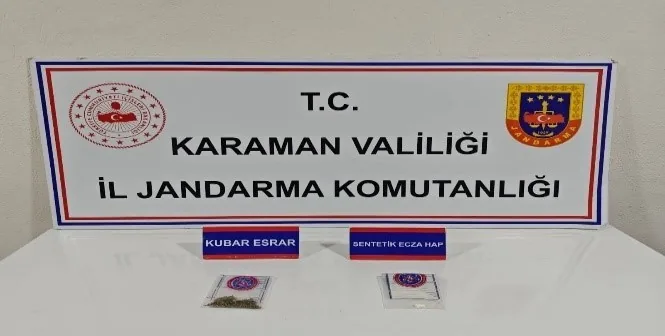 T.C.
KARAMAN VALİLİĞİ
İL JANDARMA KOMUTANLIĞI
JANDARMA
KUBAR ESRAR
SENTETİK ECZA HAP